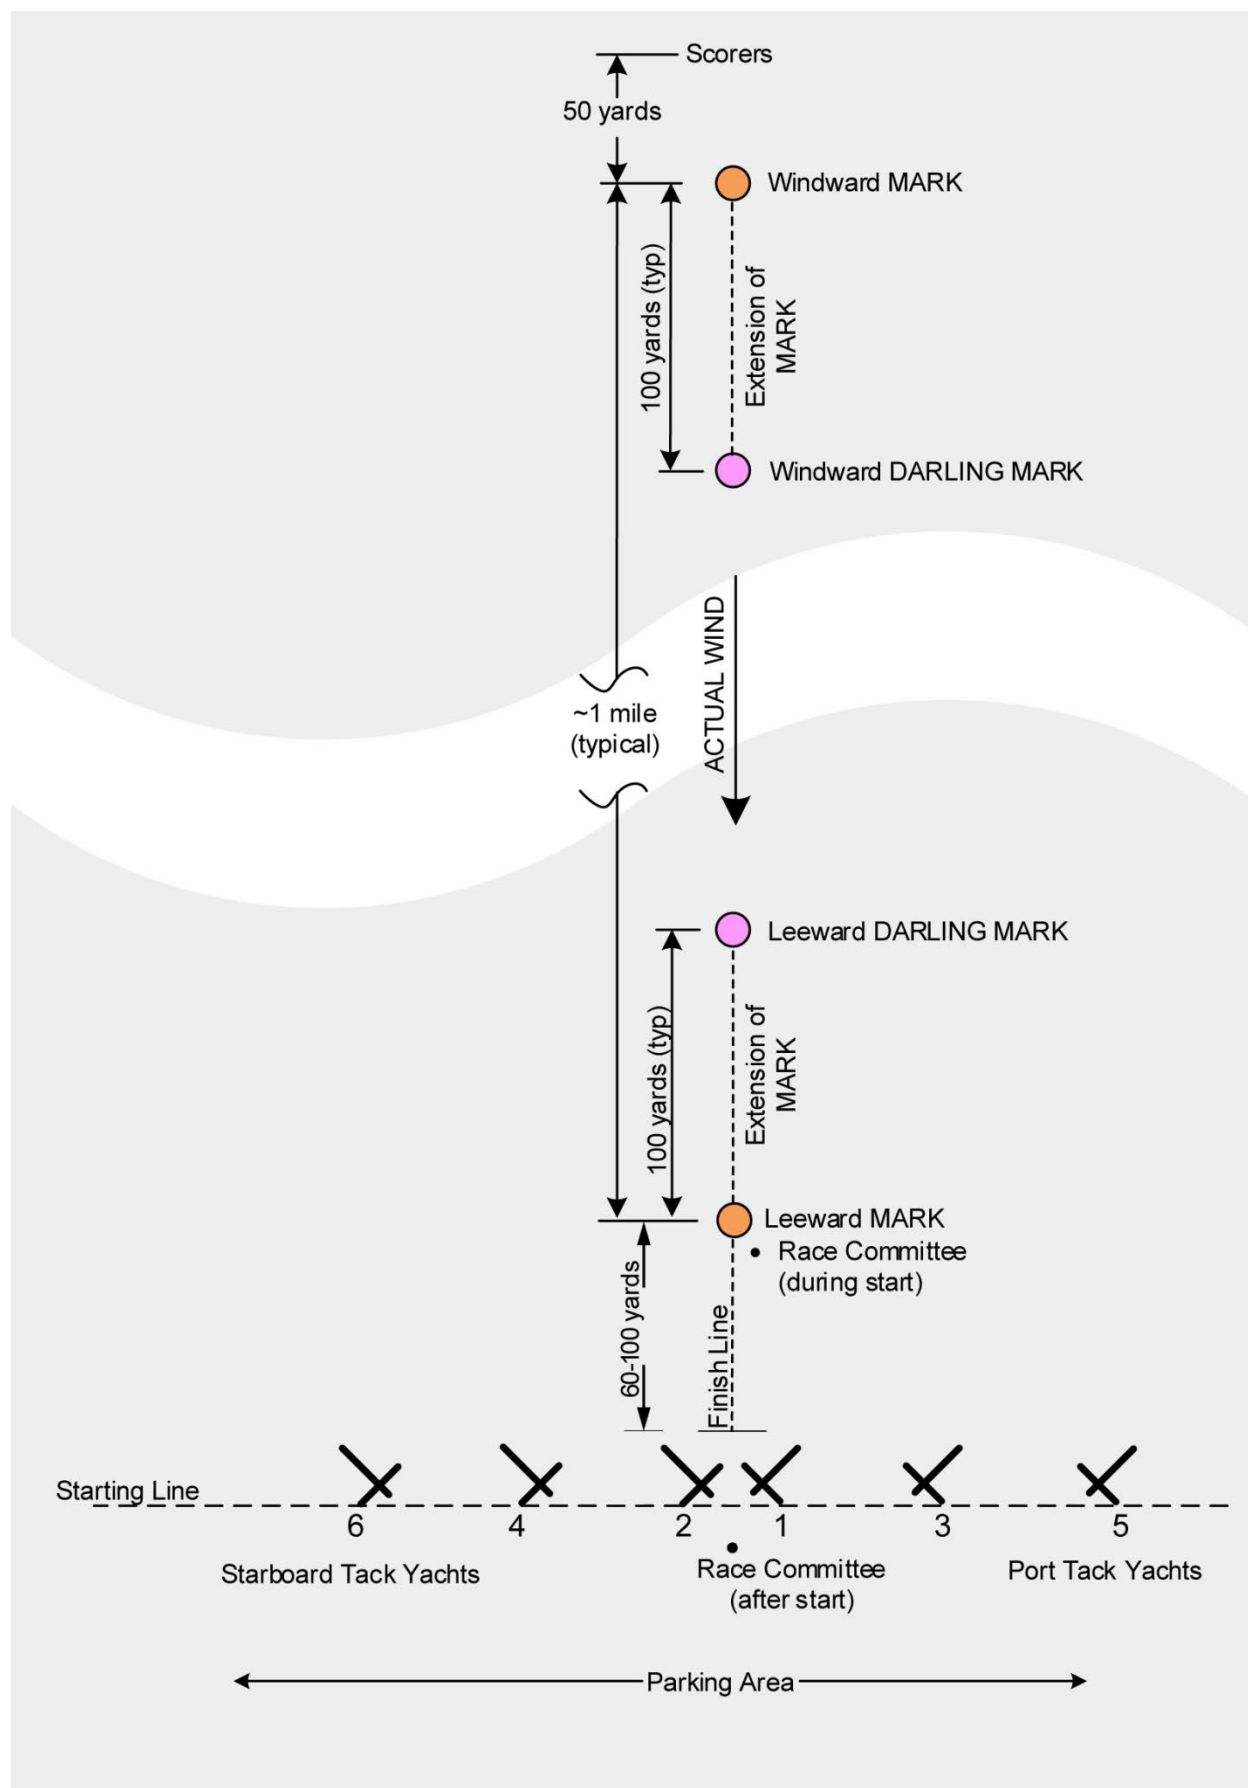 Scorers
50 yards
Windward MARK
100 yards (typ)
Extension of
MARK
Windward DARLING MARK
ACTUAL WIND
~1 mile
(typical)
Leeward DARLING MARK
100 yards (typ)
Extension of
MARK
Leeward MARK
• Race Committee
(during start)
60-100 yards
Finish Line
Starting Line
6 4 2 1 3 5
Starboard Tack Yachts
Race Committee
(after start)
Port Tack Yachts
Parking Area